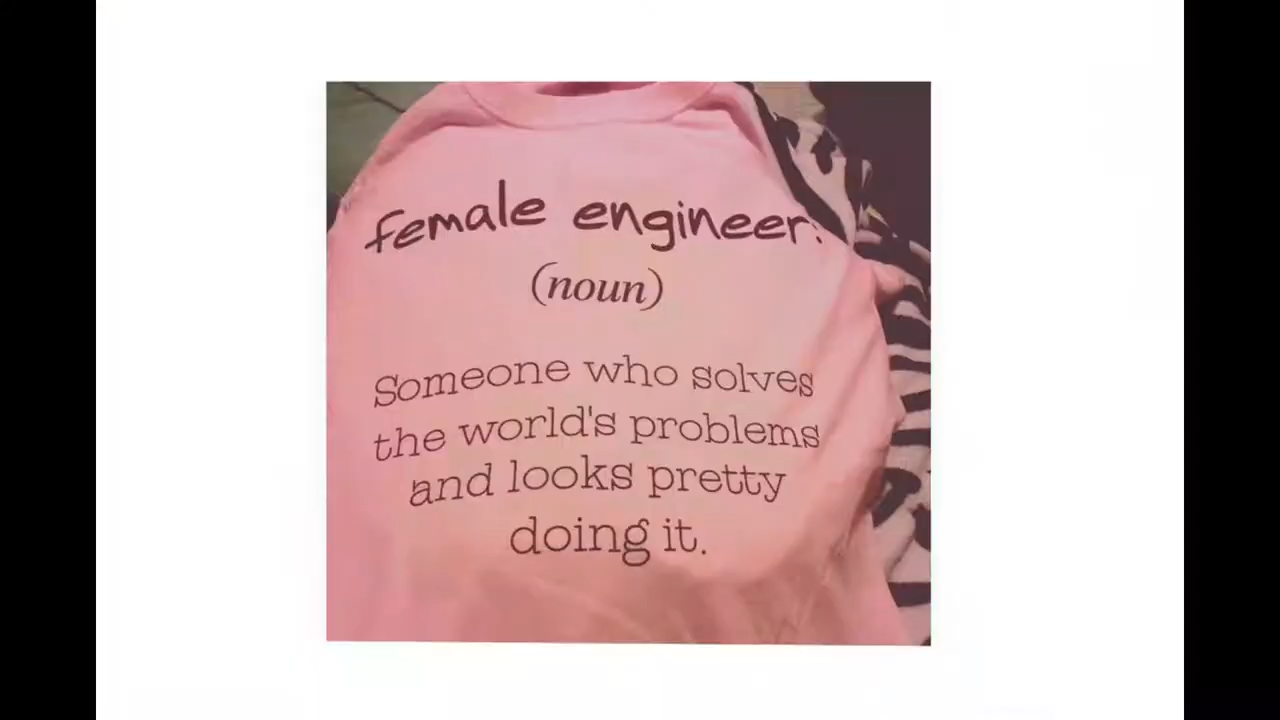 female engineer:
(noun)
Someone who solves
the world's problems
and looks pretty
doing it.